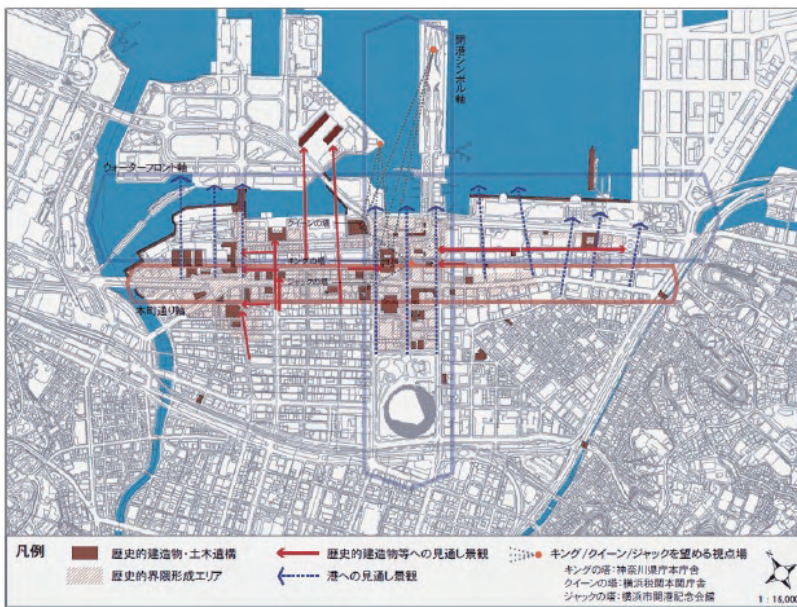 開港シンボル軸
ウォーターフロント軸
クイーンの塔
キングの塔
ジャックの塔
本町通り軸
凡例
歴史的建造物・土木遺構
歴史的界隈形成エリア
歴史的建造物等への見通し景観
港への見通し景観
キング/クイーン/ジャックを望める視点場
キングの塔:神奈川県庁本庁舎
クイーンの塔:横浜税関本関庁舎
ジャックの塔:横浜市開港記念会館
1:15,000